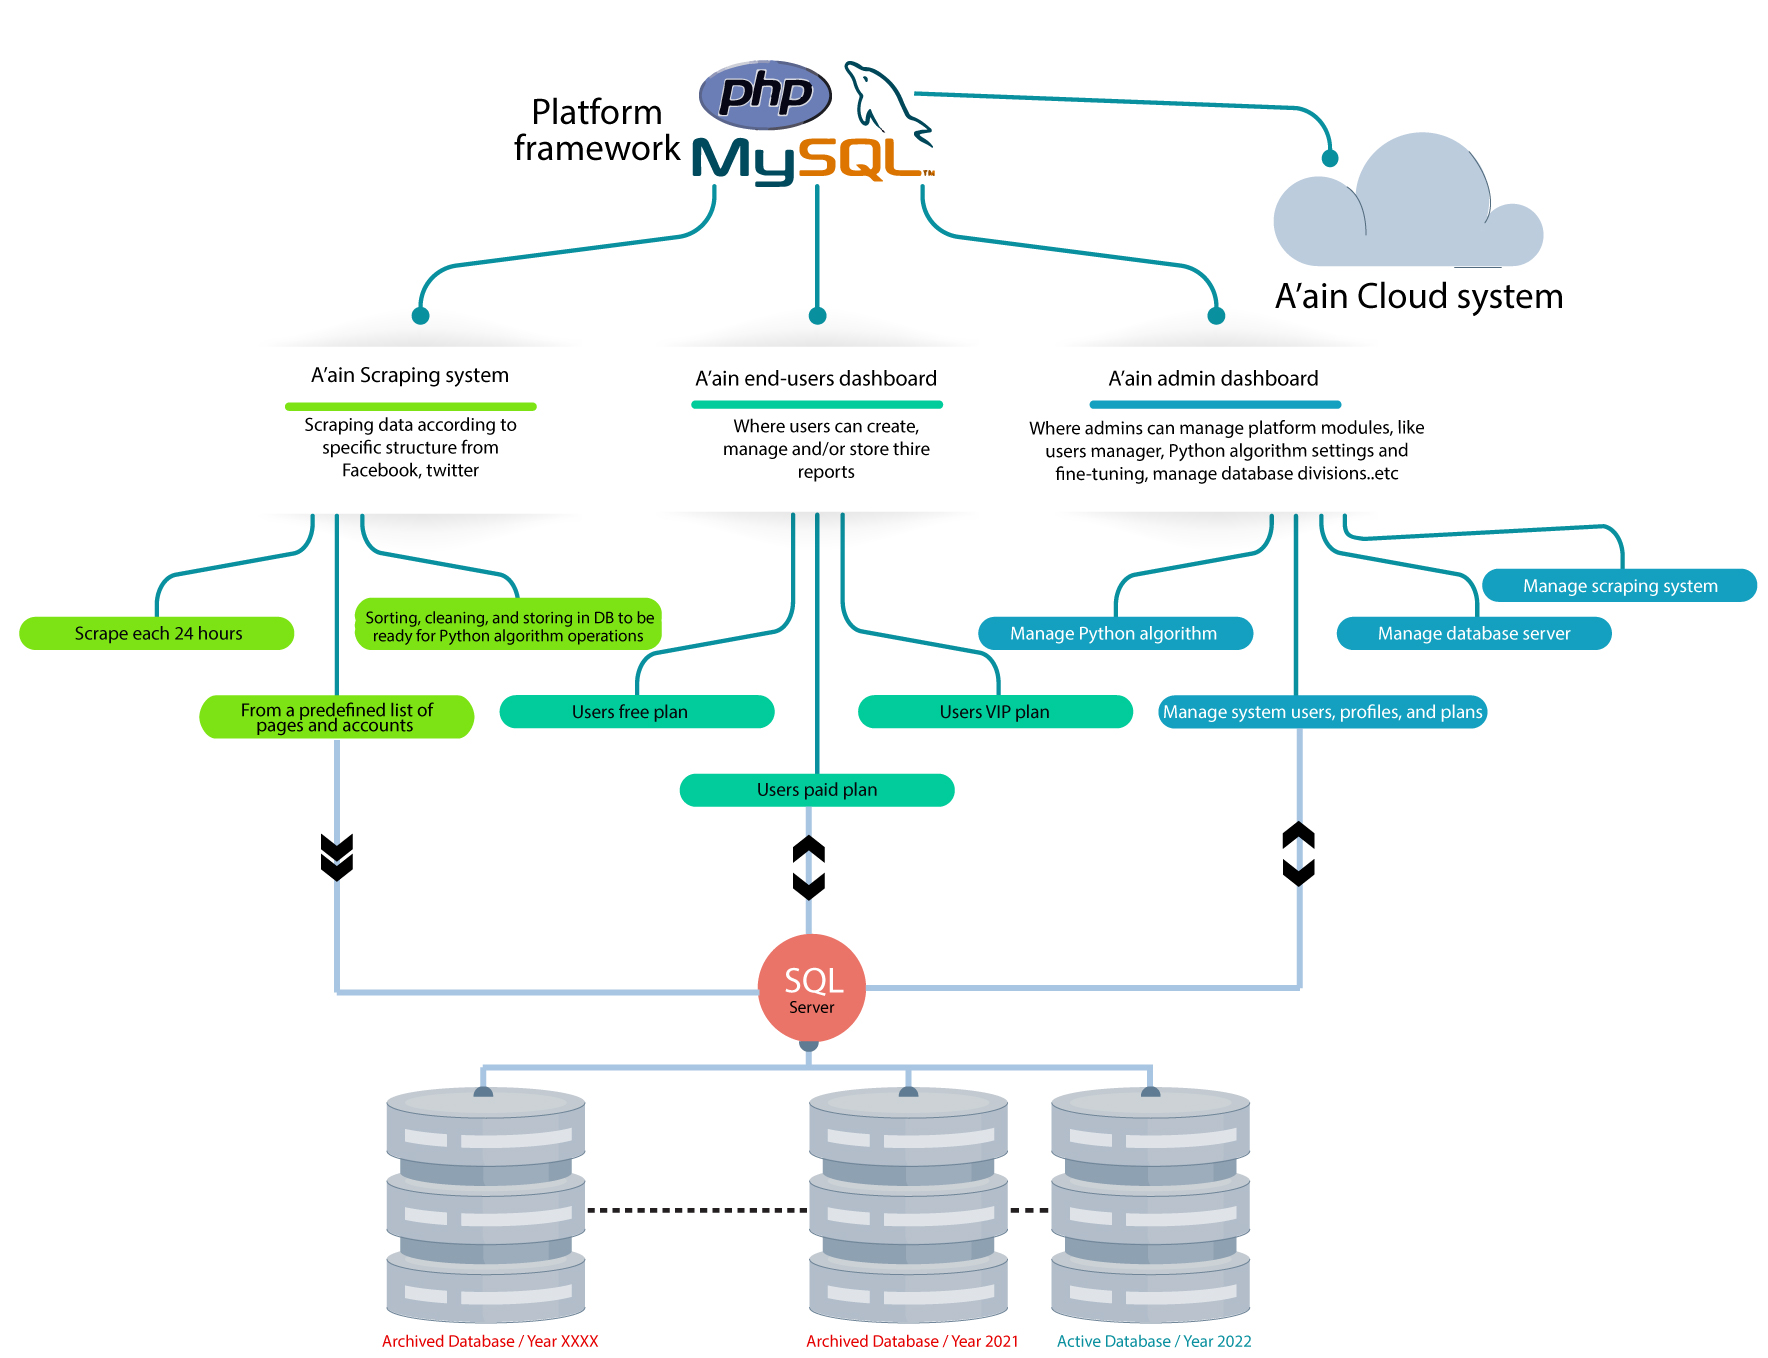 Platform
framework
php
MySQL™
A'ain Cloud system
A'ain Scraping system
Scraping data according to
specific structure from
Facebook, twitter
A'ain end-users dashboard
Where users can create,
manage and/or store thire
reports
A'ain admin dashboard
Where admins can manage platform modules, like
users manager, Python algorithm settings and
fine-tuning, manage database divisions..etc
Scrape each 24 hours
Sorting, cleaning, and storing in DB to be
ready for Python algorithm operations
From a predefined list of
pages and accounts
Users free plan
Users VIP plan
Users paid plan
Manage Python algorithm
Manage database server
Manage scraping system
Manage system users, profiles, and plans
SQL
Server
Archived Database / Year XXXX
Archived Database / Year 2021
Active Database / Year 2022